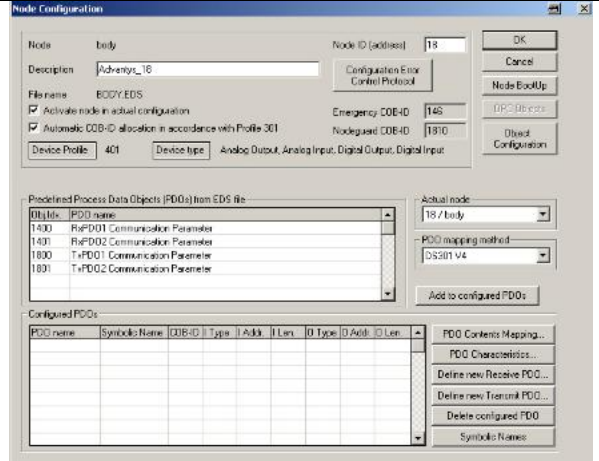 Node Configuration
Node body Node ID (address) 18 OK
Description Advantys_18 Configuration Error Control Protocol Cancel
File name BODY.EDS Node BootUp
Activate node in actual configuration Emergency COB-ID 146
Automatic COB-ID allocation in accordance with Profile 301 Nodeguard COB-ID 1810 Object Configuration
Device Profile 401 Device type Analog Output, Analog Input, Digital Output, Digital Input
Predefined Process Data Objects (PDOs) from EDS file Actual node
Obj.Idx. PDO name 18 / body
1400 RxPDO1 Communication Parameter
1401 RxPDO2 Communication Parameter PDO mapping method
1800 TxPDO1 Communication Parameter DS301 V4
1801 TxPDO2 Communication Parameter
Add to configured PDOs
Configured PDOs
PDO name Symbolic Name COB-ID I Type I Addr. I Len. O Type O Addr. O Len. PDO Contents Mapping...
PDO Characteristics...
Define new Receive PDO...
Define new Transmit PDO...
Delete configured PDO
Symbolic Names